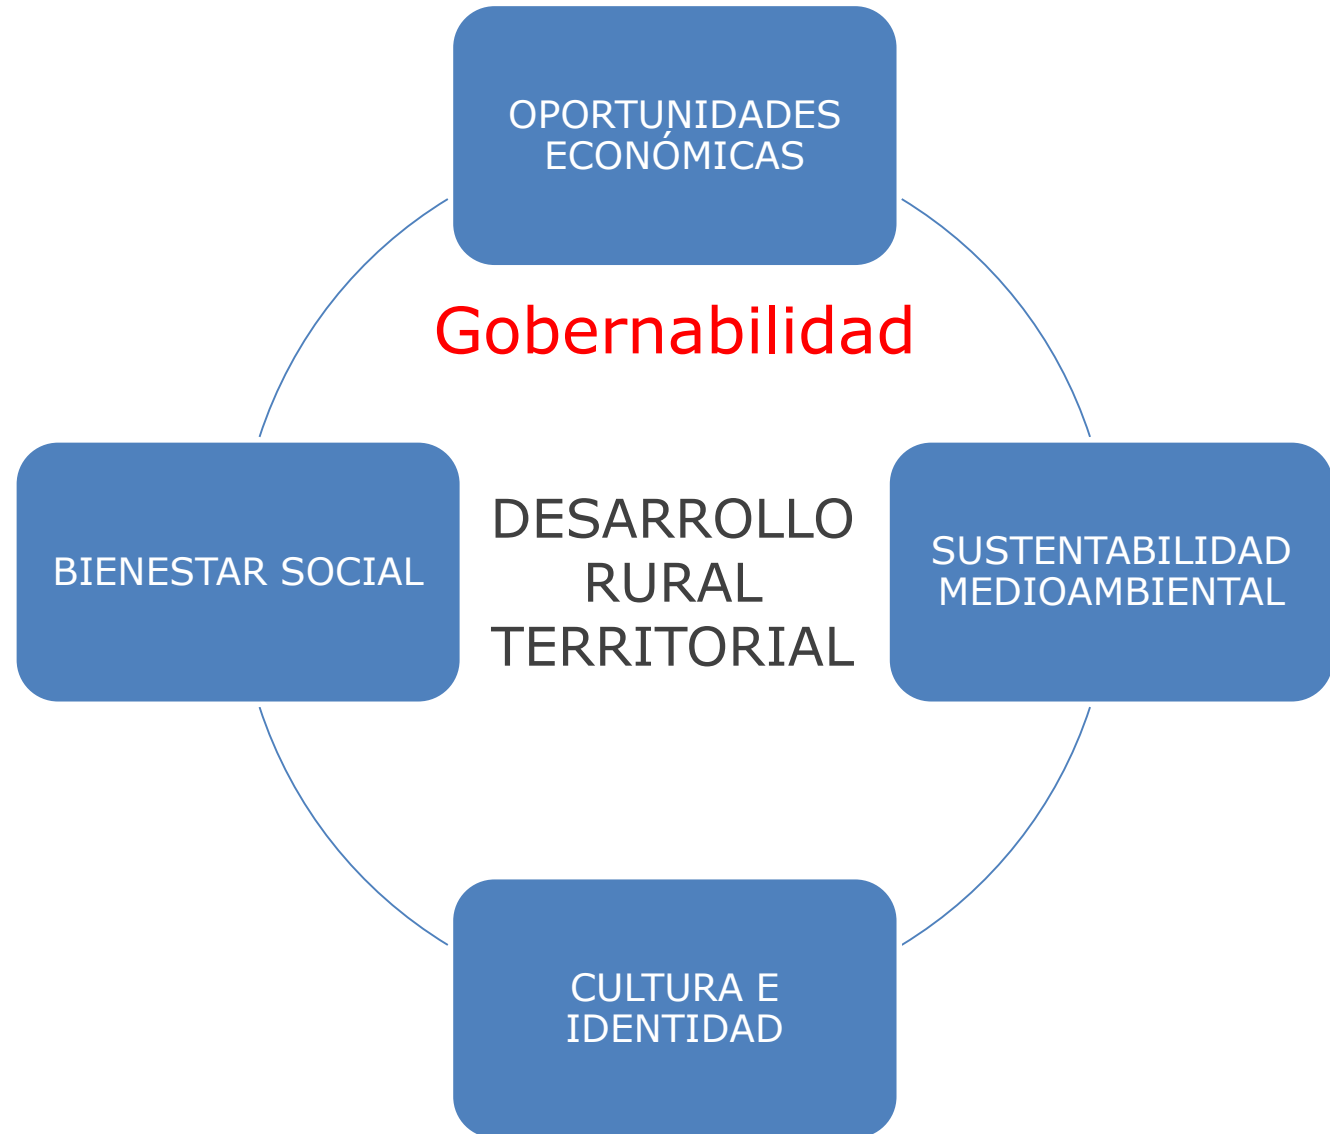 OPORTUNIDADES
ECONÓMICAS
Gobernabilidad
BIENESTAR SOCIAL
DESARROLLO
RURAL
TERRITORIAL
SUSTENTABILIDAD
MEDIOAMBIENTAL
CULTURA E
IDENTIDAD